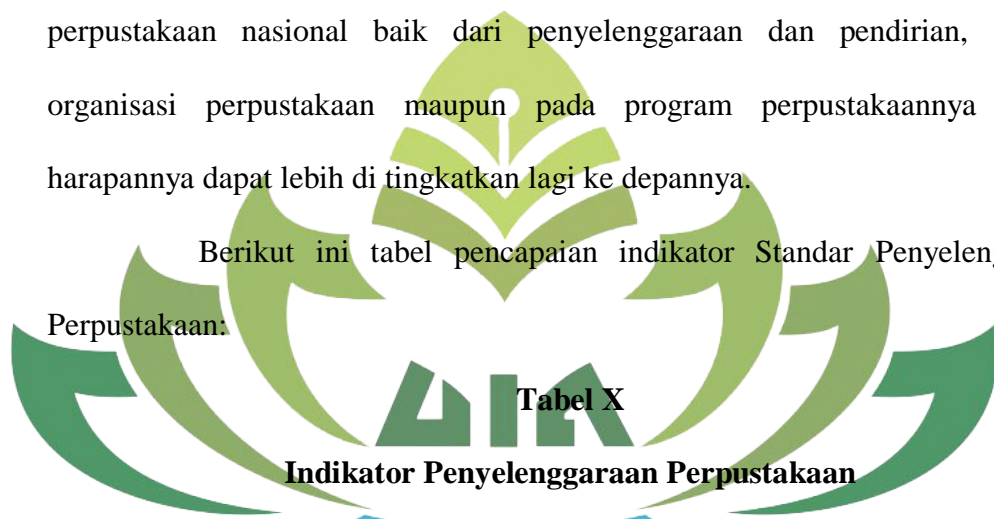 perpustakaan nasional baik dari penyelenggaraan dan pendirian,
organisasi perpustakaan maupun pada program perpustakaannya
harapannya dapat lebih di tingkatkan lagi ke depannya.
Berikut ini tabel pencapaian indikator Standar Penyeleng
Perpustakaan:
Tabel X
Indikator Penyelenggaraan Perpustakaan